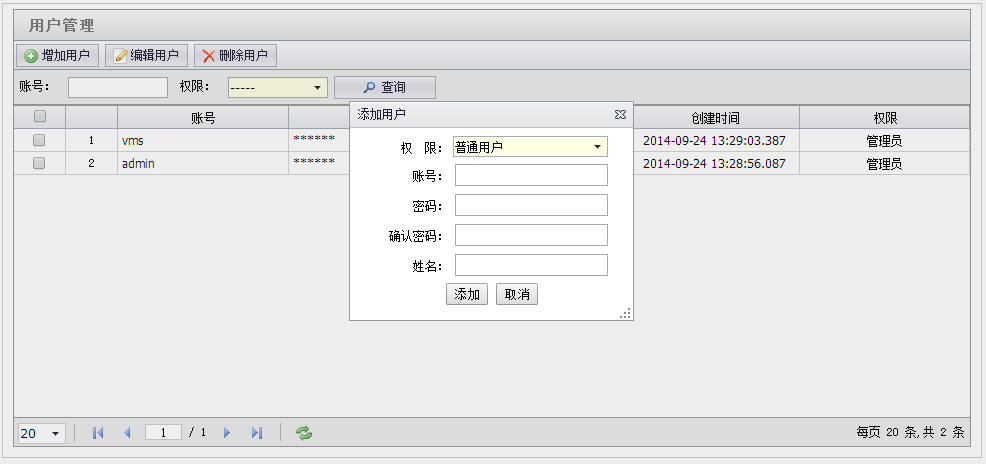 用户管理
增加用户 编辑用户 删除用户
账号： 权限： ----- 查询
账号 创建时间 权限
1 vms ****** 2014-09-24 13:29:03.387 管理员
2 admin ****** 2014-09-24 13:28:56.087 管理员
添加用户
权 限： 普通用户
账号：
密码：
确认密码：
姓名：
添加 取消
20 1 / 1 每页 20 条,共 2 条